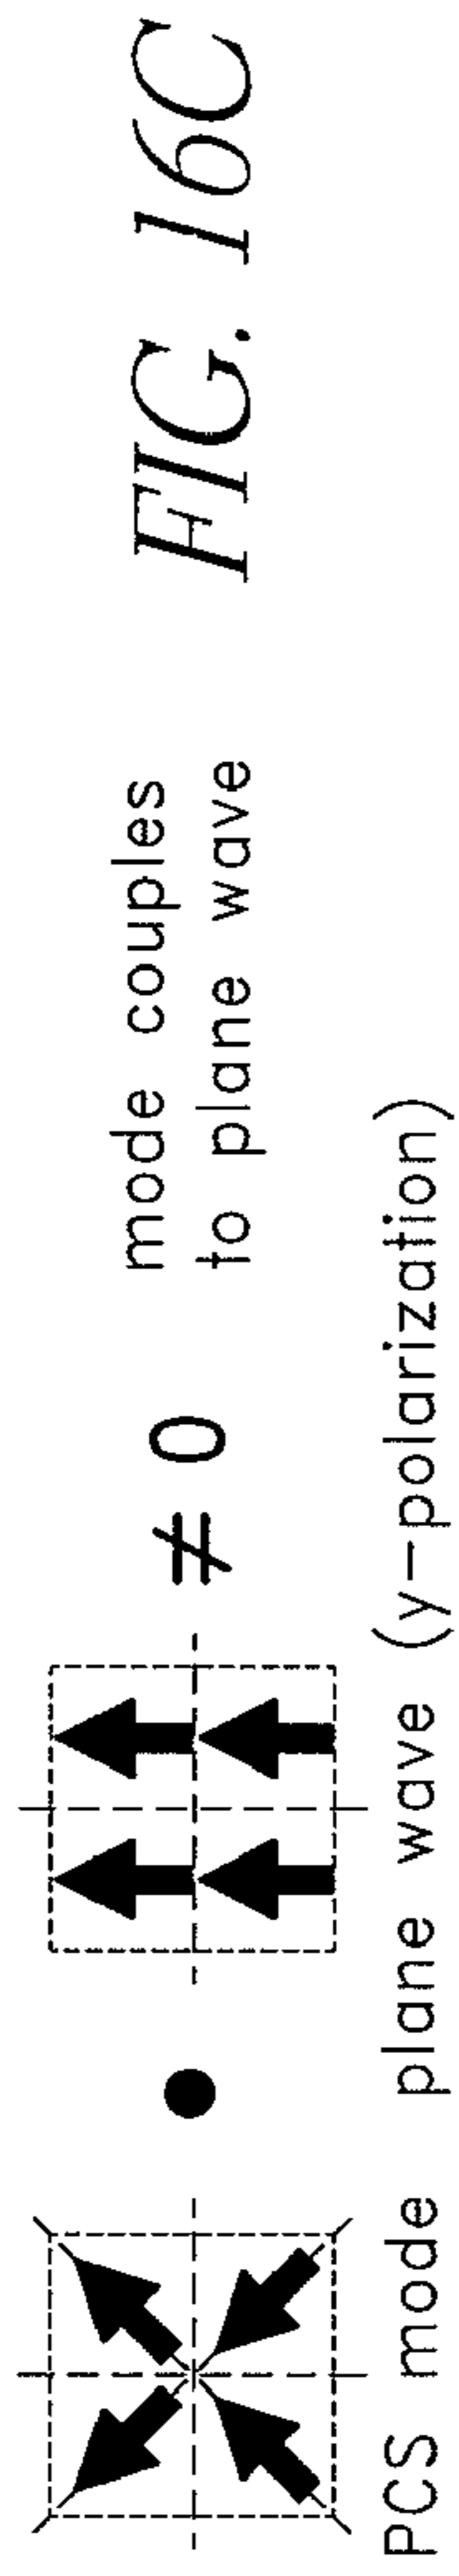 FIG. 16C
mode couples
to plane wave
≠ 0
PCS mode
plane wave (y-polarization)